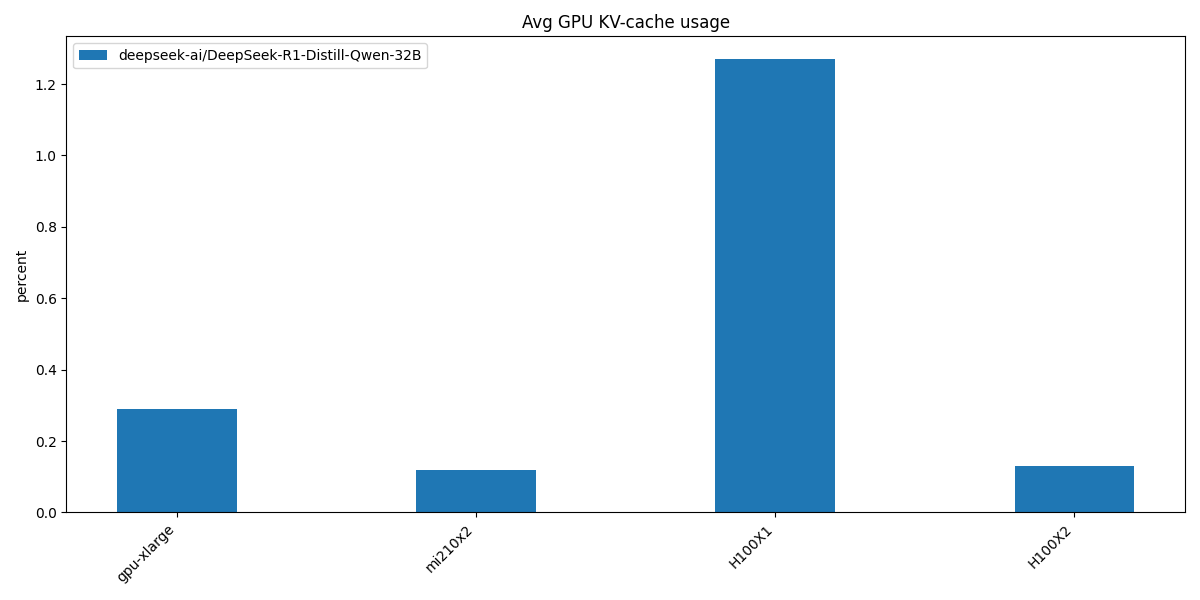 Avg GPU KV-cache usage
deepseek-ai/DeepSeek-R1-Distill-Qwen-32B
percent
1.2
1.0
0.8
0.6
0.4
0.2
0.0
gpu-xlarge
mi210x2
H100X1
H100X2